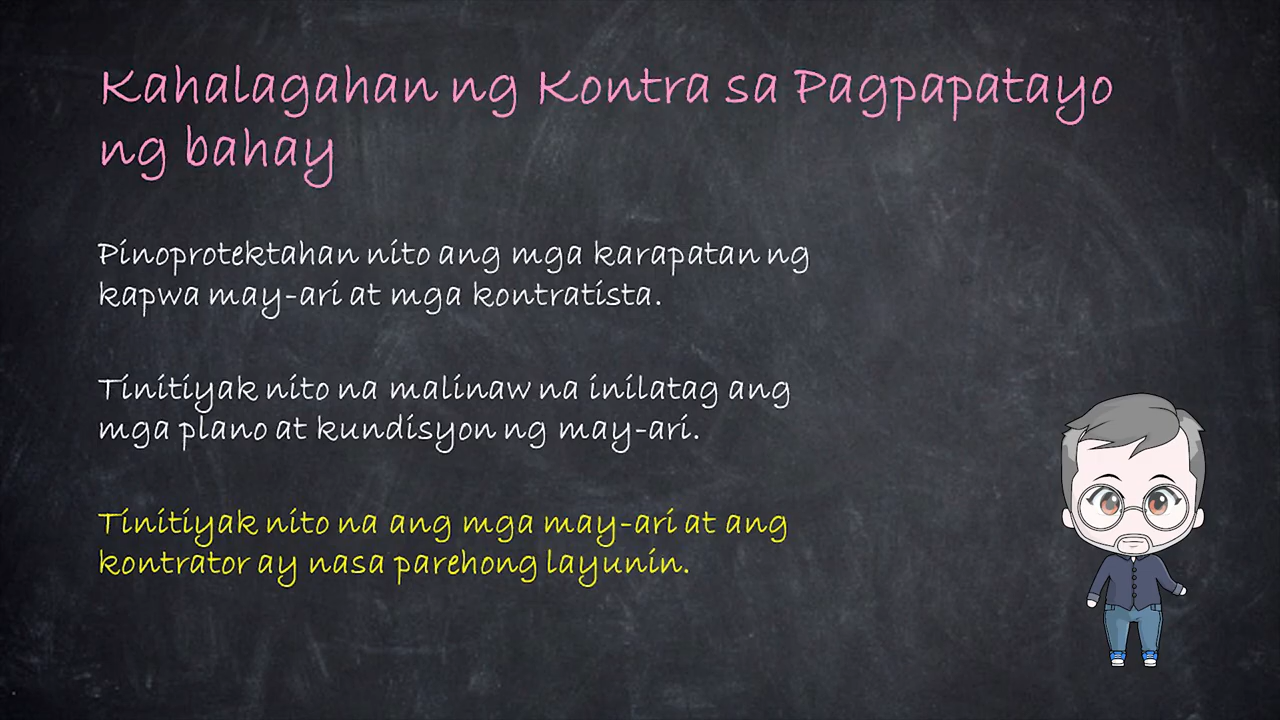 Kahalagahan ng Kontra sa Pagpapatayo
ng bahay
Pinoprotektahan nito ang mga karapatan ng
kapwa may-ari at mga kontratista.
Tinitiyak nito na malinaw na inilatag ang
mga plano at kundisyon ng may-ari.
Tinitiyak nito na ang mga may-ari at ang
kontrator ay nasa parehong layunin.